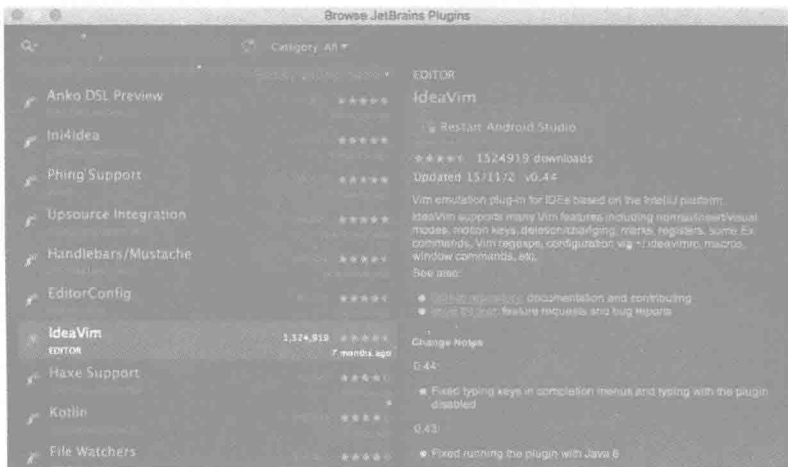 Browse JetBrains Plugins
Category: All
Anko DSL Preview
Ini4Idea
Phing Support
Upsource Integration
Handlebars/Mustache
EditorConfig
IdeaVim
1,524,919
EDITOR
7 months ago
Haxe Support
Kotlin
File Watchers
EDITOR
IdeaVim
Restart Android Studio
1524919 downloads
Updated 15/11/2 v0.44
Vim emulation plug-in for IDEs based on the IntelliJ platform.
IdeaVim supports many Vim features including normal/insert/visual
modes, motion keys, deletion/changing, marks, registers, some Ex
commands, Vim regexps, configuration via ~/.ideavimrc, macros,
window commands, etc.
See also:
GitHub repository: documentation and contributing
feature requests and bug reports
Change Notes
0.44:
Fixed typing keys in completion menus and typing with the plugin
disabled
0.43:
Fixed running the plugin with Java 6